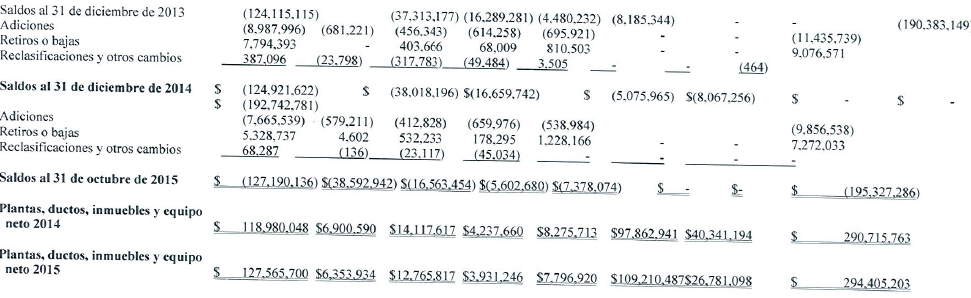 Saldos al 31 de diciembre de 2013 (124,115,115) (37,313,177) (16,289,281) (4,480,232) (8,185,344) - - (190,383,149
Adiciones (8,987,996) (681,221) (456,343) (614,258) (695,921) - - (11,435,739)
Retiros o bajas 7,794,393 - 403,666 68,009 810,503 - - 9,076,571
Reclasificaciones y otros cambios 387,096 (23,798) (317,783) (49,484) 3,505 - - (464)
Saldos al 31 de diciembre de 2014 $ (124,921,622) $ (38,018,196) $(16,659,742) $ (5,075,965) $(8,067,256) $ - $ -
$ (192,742,781)
Adiciones (7,665,539) (579,211) (412,828) (659,976) (538,984) (9,856,538)
Retiros o bajas 5,328,737 4,602 532,233 178,295 1,228,166 - - 7,272,033
Reclasificaciones y otros cambios 68,287 (136) (23,117) (45,034) - - - -
Saldos al 31 de octubre de 2015 $ (127,190,136) $(38,592,942) $(16,563,454) $(5,602,680) $(7,378,074) $ - $- $ (195,327,286)
Plantas, ductos, inmuebles y equipo
neto 2014 $ 118,980,048 $6,900,590 $14,117,617 $4,237,660 $8,275,713 $97,862,941 $40,341,194 $ 290,715,763
Plantas, ductos, inmuebles y equipo
neto 2015 $ 127,565,700 $6,353,934 $12,765,817 $3,931,246 $7,796,920 $109,210,487 $26,781,098 $ 294,405,203